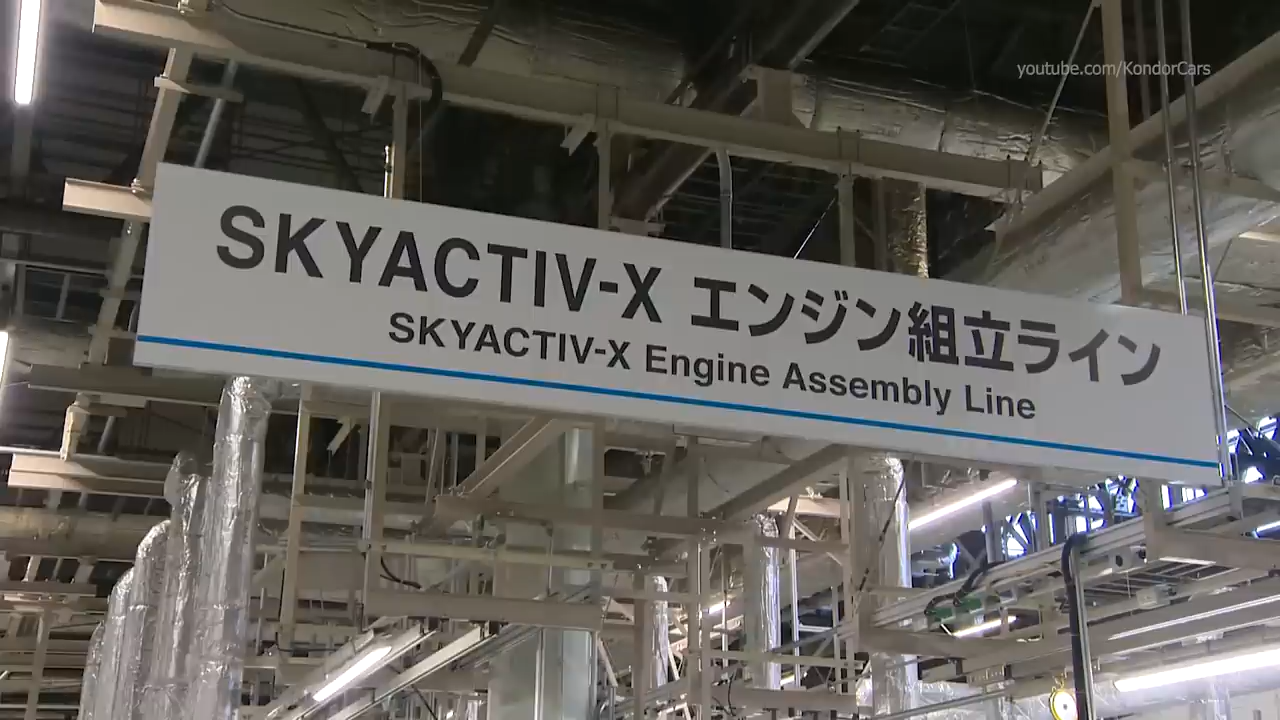 youtube.com/KondorCars
SKYACTIV-X エンジン組立ライン
SKYACTIV-X Engine Assembly Line